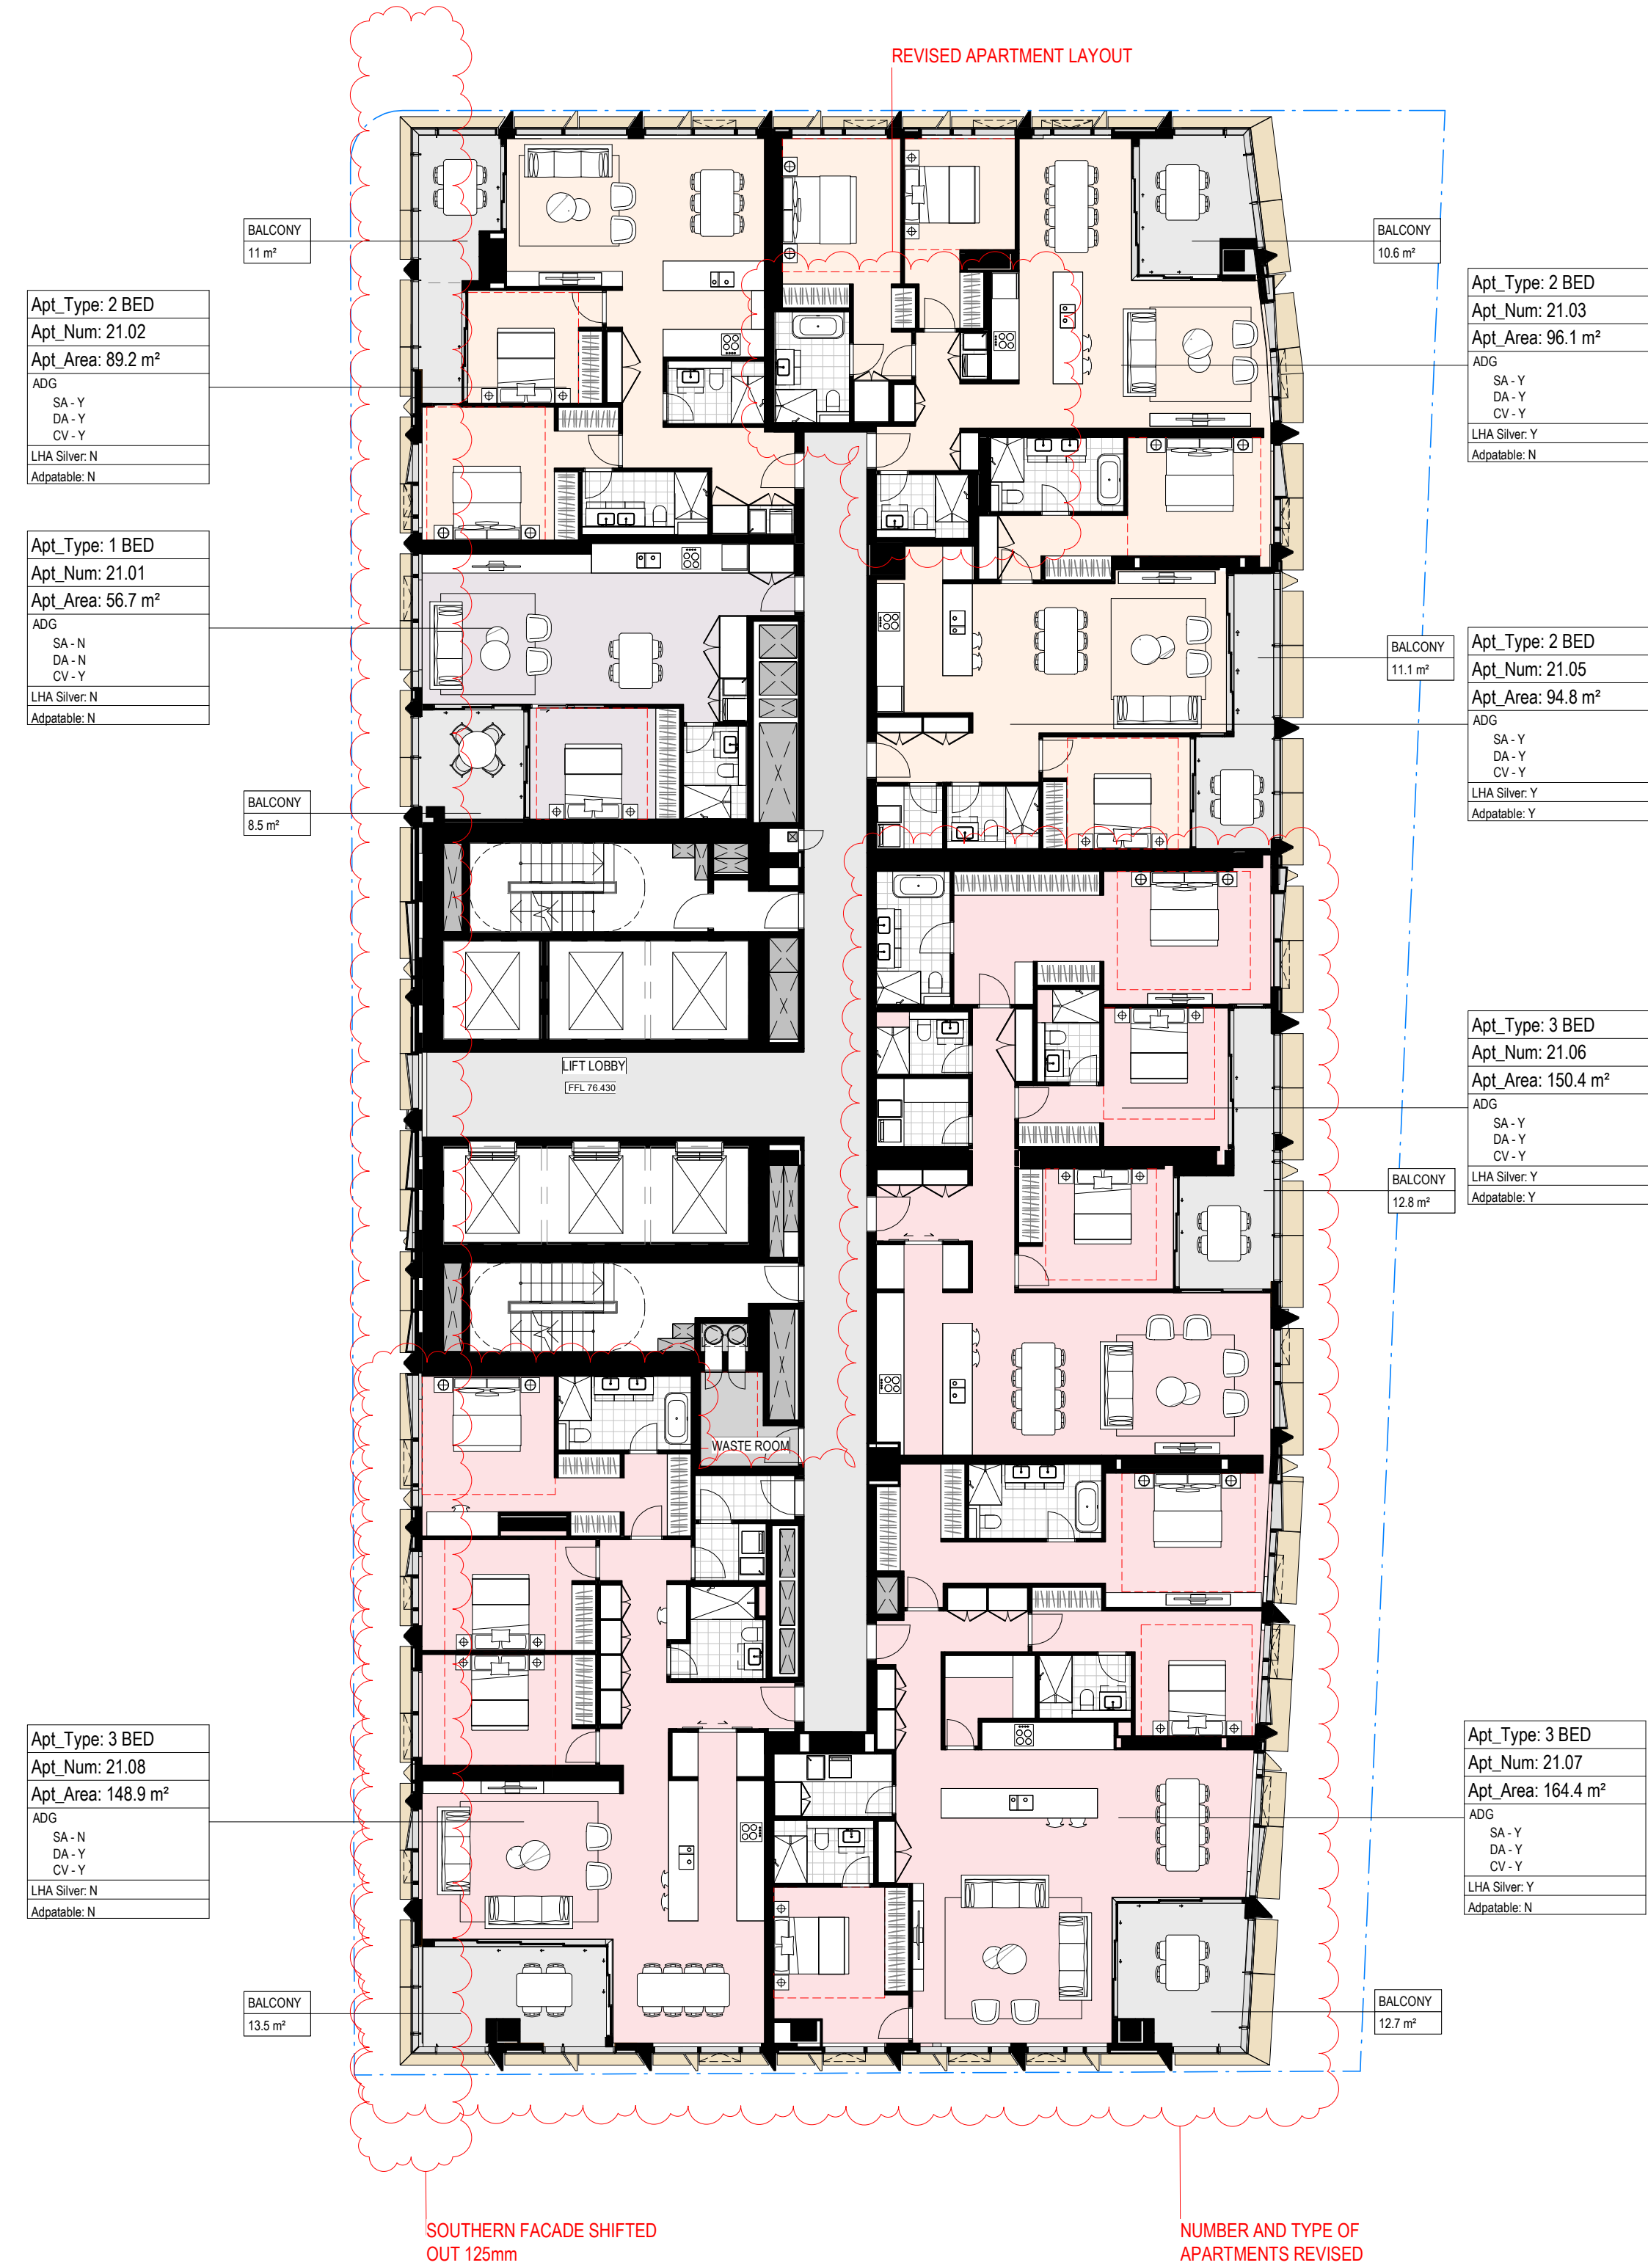 REVISED APARTMENT LAYOUT
BALCONY
11 m²
Apt_Type: 2 BED
Apt_Num: 21.02
Apt_Area: 89.2 m²
ADG
SA - Y
DA - Y
CV - Y
LHA Silver: N
Adpatable: N
Apt_Type: 1 BED
Apt_Num: 21.01
Apt_Area: 56.7 m²
ADG
SA - N
DA - N
CV - Y
LHA Silver: N
Adpatable: N
BALCONY
8.5 m²
BALCONY
10.6 m²
Apt_Type: 2 BED
Apt_Num: 21.03
Apt_Area: 96.1 m²
ADG
SA - Y
DA - Y
CV - Y
LHA Silver: Y
Adpatable: N
BALCONY
11.1 m²
Apt_Type: 2 BED
Apt_Num: 21.05
Apt_Area: 94.8 m²
ADG
SA - Y
DA - Y
CV - Y
LHA Silver: Y
Adpatable: Y
LIFT LOBBY
FFL 76.430
Apt_Type: 3 BED
Apt_Num: 21.06
Apt_Area: 150.4 m²
ADG
SA - Y
DA - Y
CV - Y
LHA Silver: Y
Adpatable: Y
BALCONY
12.8 m²
WASTE ROOM
Apt_Type: 3 BED
Apt_Num: 21.08
Apt_Area: 148.9 m²
ADG
SA - N
DA - Y
CV - Y
LHA Silver: N
Adpatable: N
BALCONY
13.5 m²
Apt_Type: 3 BED
Apt_Num: 21.07
Apt_Area: 164.4 m²
ADG
SA - Y
DA - Y
CV - Y
LHA Silver: Y
Adpatable: N
BALCONY
12.7 m²
SOUTHERN FACADE SHIFTED
OUT 125mm
NUMBER AND TYPE OF
APARTMENTS REVISED